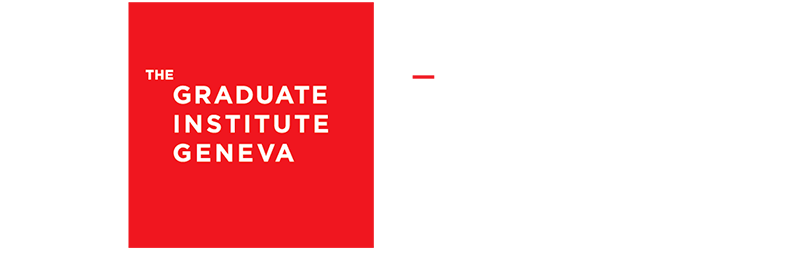 THE
GRADUATE
INSTITUTE
GENEVA